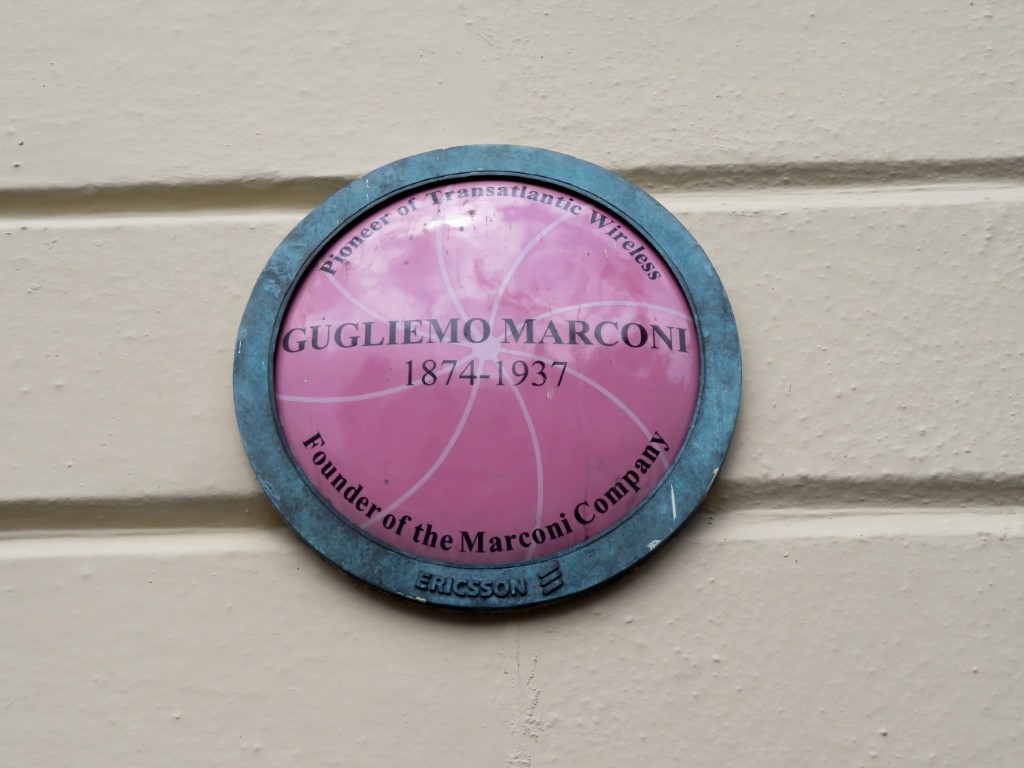 Pioneer of Transatlantic Wireless
GUGLIEMO MARCONI
1874-1937
Founder of the Marconi Company
ERICSSON